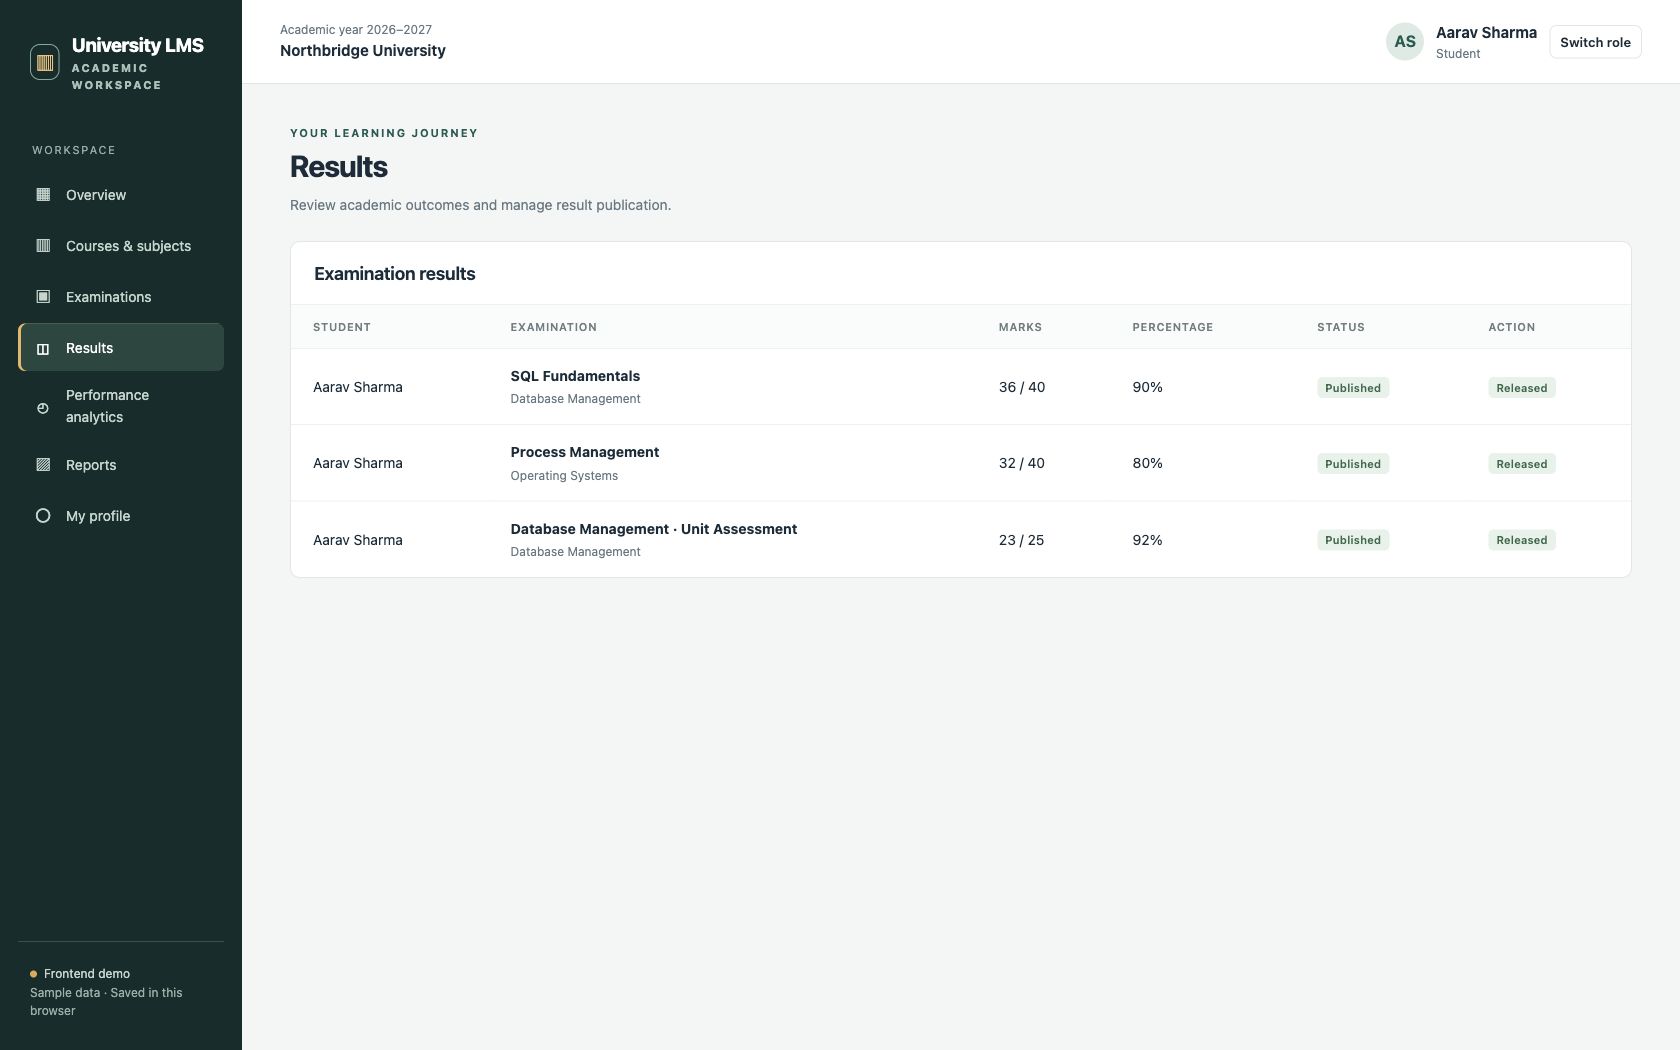 University LMS
ACADEMIC
WORKSPACE
WORKSPACE
Overview
Courses & subjects
Examinations
Results
Performance
analytics
Reports
My profile
Frontend demo
Sample data · Saved in this
browser
Academic year 2026–2027
Northbridge University
AS
Aarav Sharma
Student
Switch role
YOUR LEARNING JOURNEY
Results
Review academic outcomes and manage result publication.
Examination results
STUDENT EXAMINATION MARKS PERCENTAGE STATUS ACTION
Aarav Sharma SQL Fundamentals 36 / 40 90% Published Released
Database Management
Aarav Sharma Process Management 32 / 40 80% Published Released
Operating Systems
Aarav Sharma Database Management · Unit Assessment 23 / 25 92% Published Released
Database Management